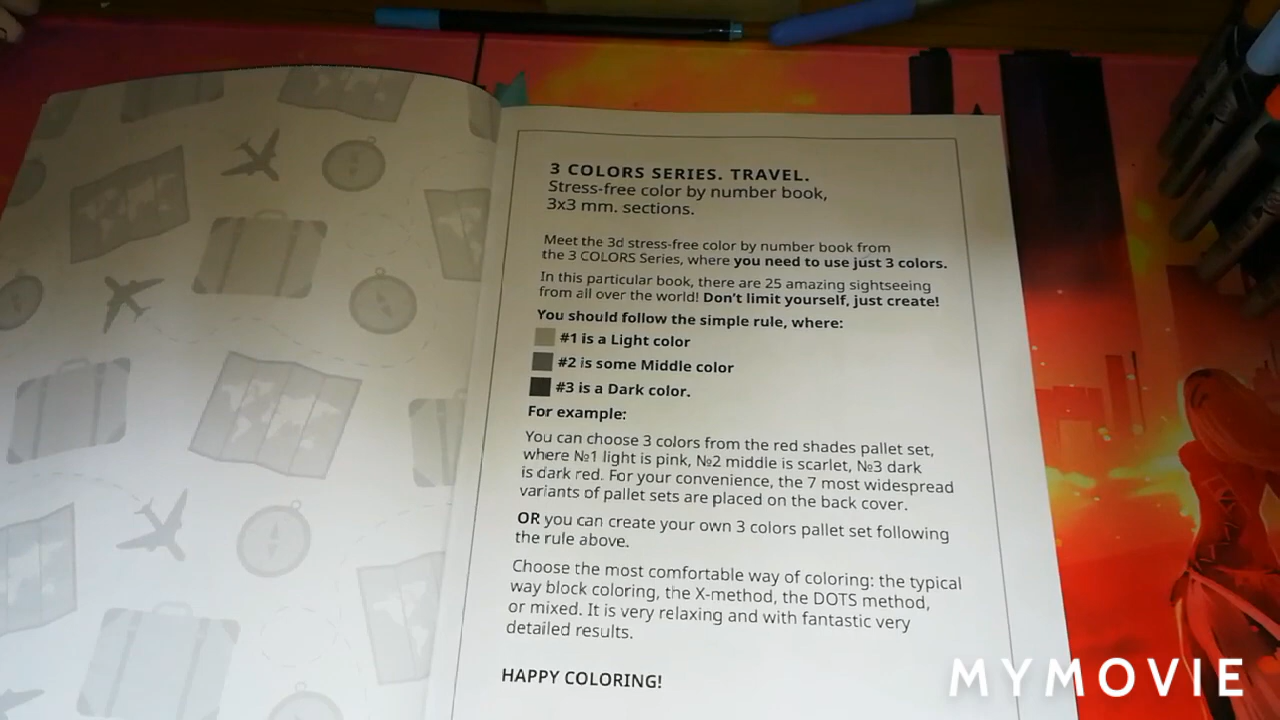 3 COLORS SERIES. TRAVEL.
Stress-free color by number book,
3x3 mm. sections.
Meet the 3d stress-free color by number book from
the 3 COLORS Series, where you need to use just 3 colors.
In this particular book, there are 25 amazing sightseeing
from all over the world! Don't limit yourself, just create!
You should follow the simple rule, where:
#1 is a Light color
#2 is some Middle color
#3 is a Dark color.
For example:
You can choose 3 colors from the red shades pallet set,
where №1 light is pink, №2 middle is scarlet, №3 dark
is dark red. For your convenience, the 7 most widespread
variants of pallet sets are placed on the back cover.
OR you can create your own 3 colors pallet set following
the rule above.
Choose the most comfortable way of coloring: the typical
way block coloring, the X-method, the DOTS method,
or mixed. It is very relaxing and with fantastic very
detailed results.
HAPPY COLORING!
MYMOVIE